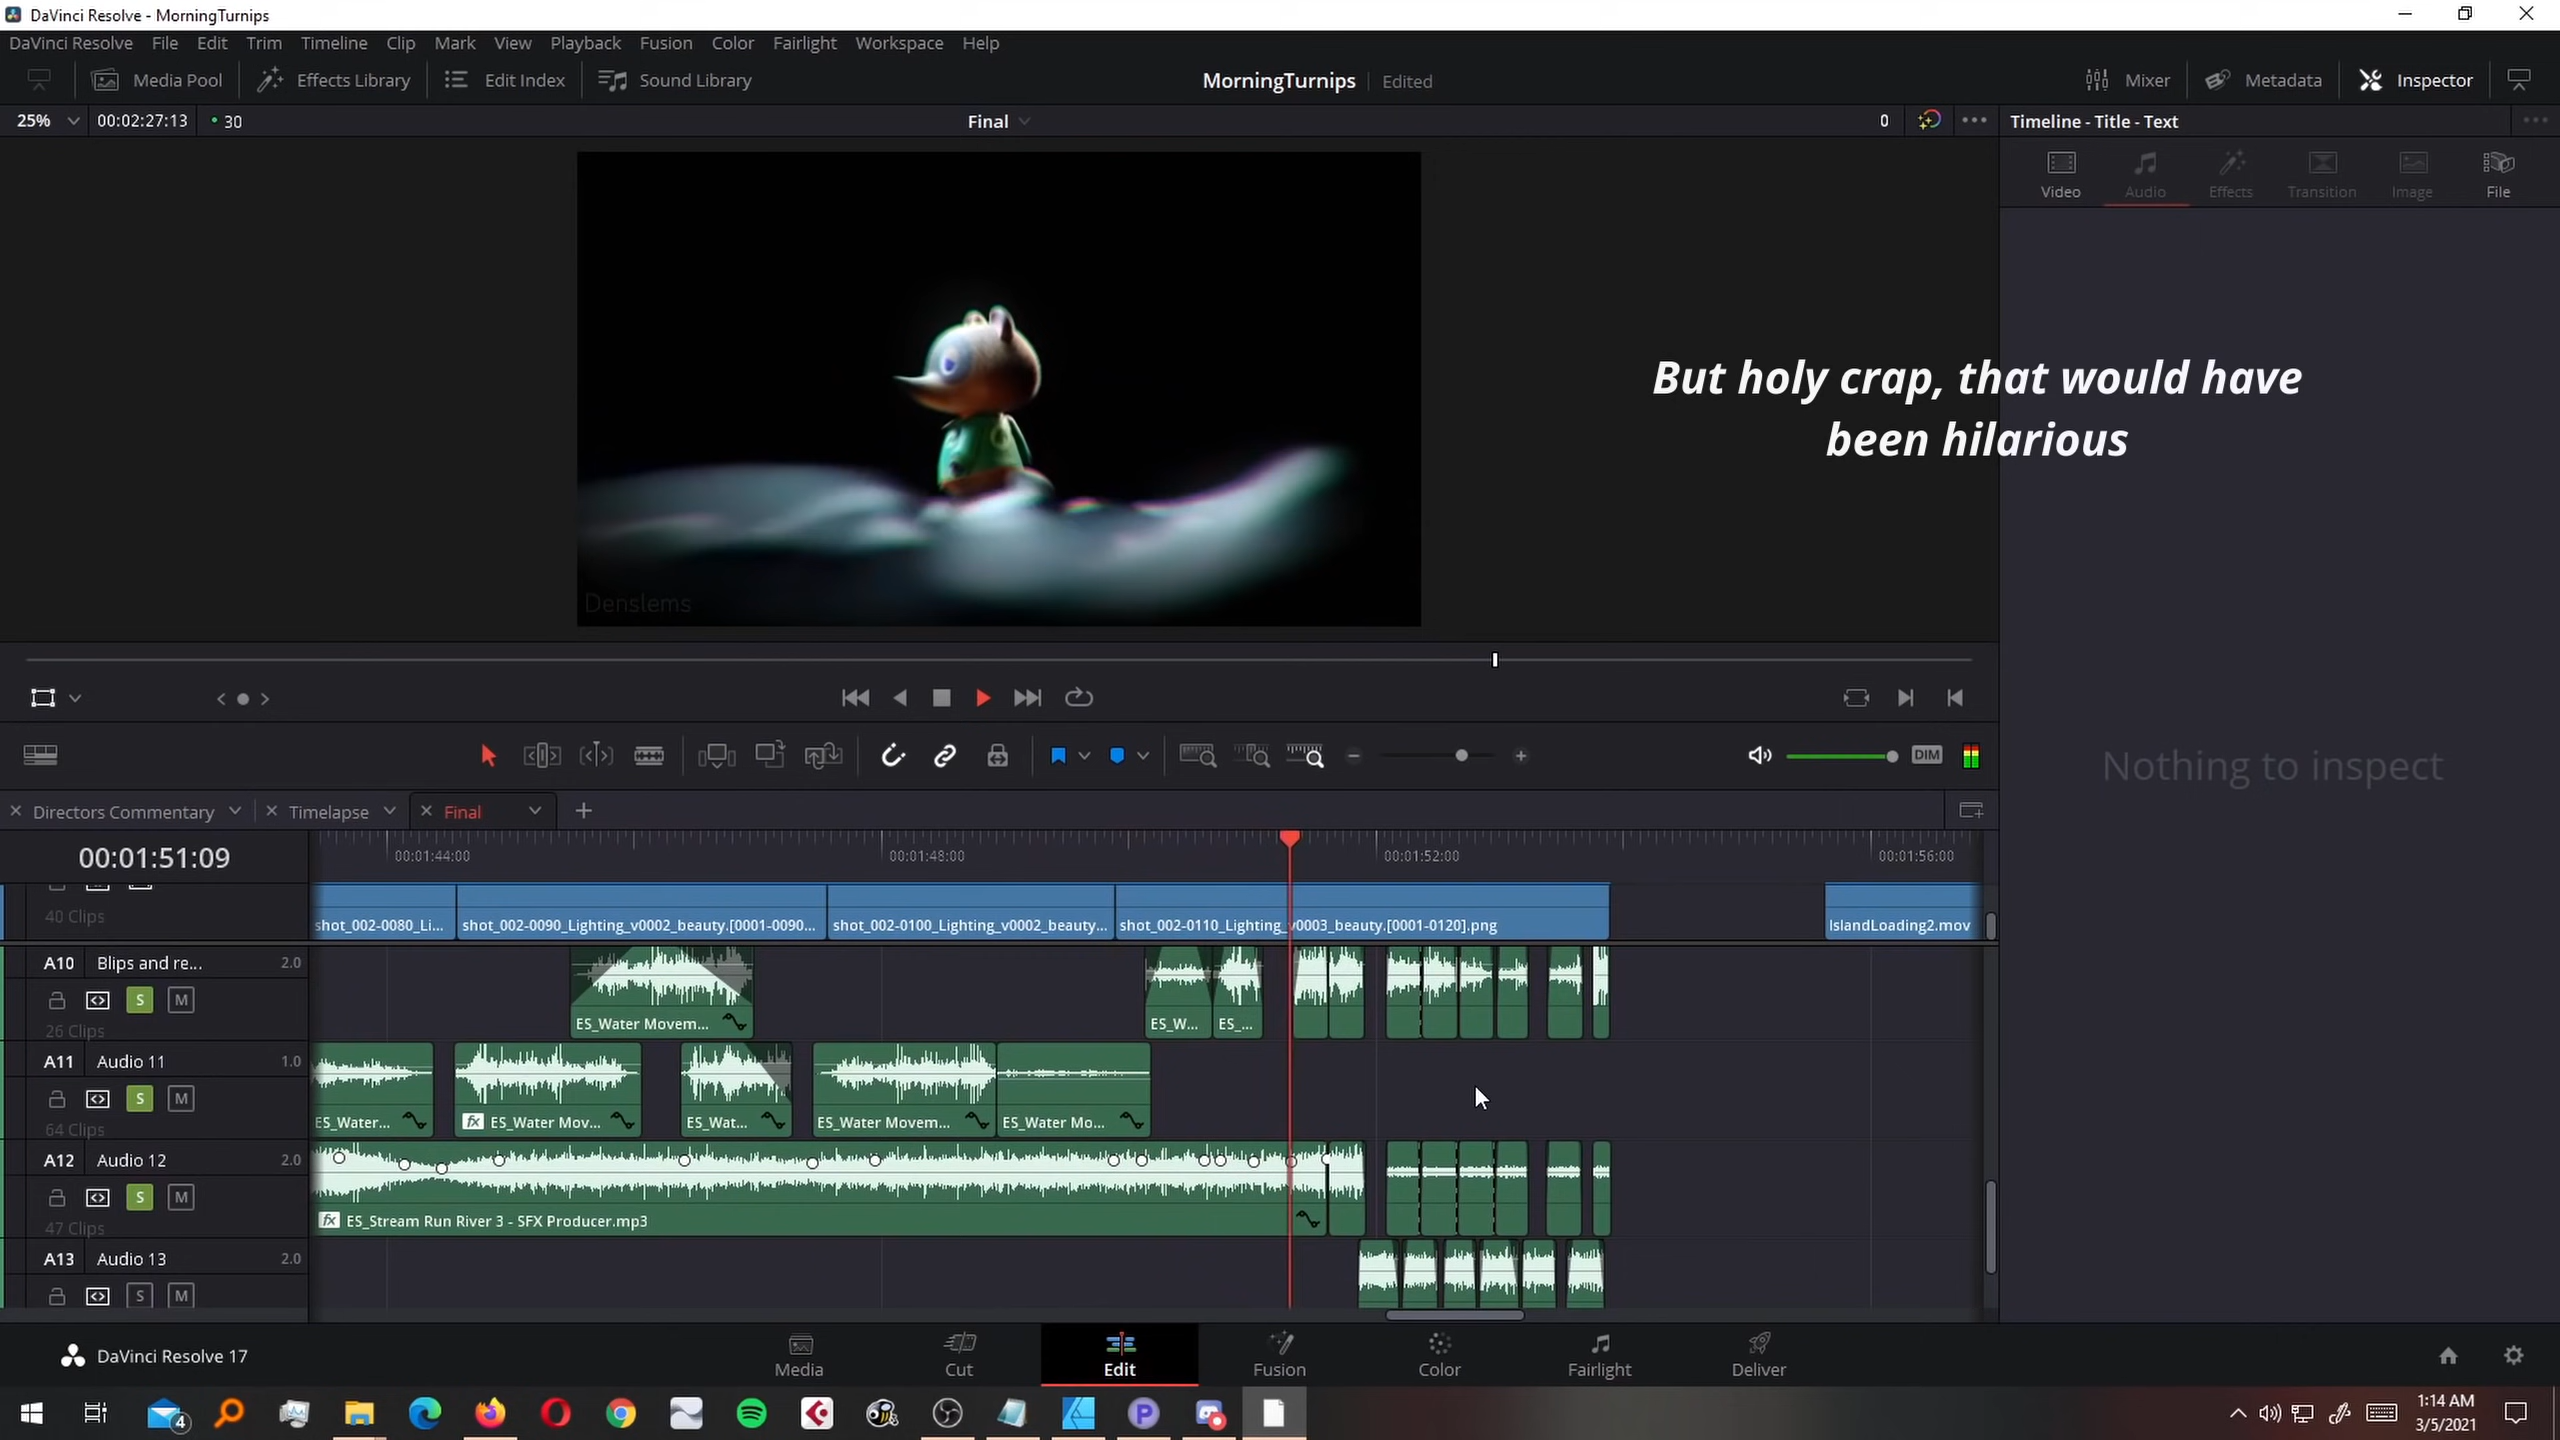 DaVinci Resolve - MorningTurnips
DaVinci Resolve File Edit Trim Timeline Clip Mark View Playback Fusion Color Fairlight Workspace Help
Media Pool Effects Library Edit Index Sound Library MorningTurnips Edited Mixer Metadata Inspector
25% 00:02:27:13 30 Final 0 Timeline - Title - Text
Video Audio Effects Transition Image File
But holy crap, that would have
been hilarious
Denslems
DIM
Nothing to inspect
Directors Commentary Timelapse Final
00:01:51:09 00:01:44:00 00:01:48:00 00:01:52:00 00:01:56:00
40 Clips shot_002-0080_Li... shot_002-0090_Lighting_v0002_beauty.[0001-0090... shot_002-0100_Lighting_v0002_beauty... shot_002-0110_Lighting_v0003_beauty.[0001-0120].png IslandLoading2.mov
A10 Blips and re... 2.0
S M
26 Clips ES_Water Movem... ES_W... ES_...
A11 Audio 11 1.0
S M
64 Clips ES_Water... fx ES_Water Mov... ES_Wat... ES_Water Movem... ES_Water Mo...
A12 Audio 12 2.0
S M
47 Clips fx ES_Stream Run River 3 - SFX Producer.mp3
A13 Audio 13 2.0
S M
DaVinci Resolve 17 Media Cut Edit Fusion Color Fairlight Deliver
4 1:14 AM
3/5/2021